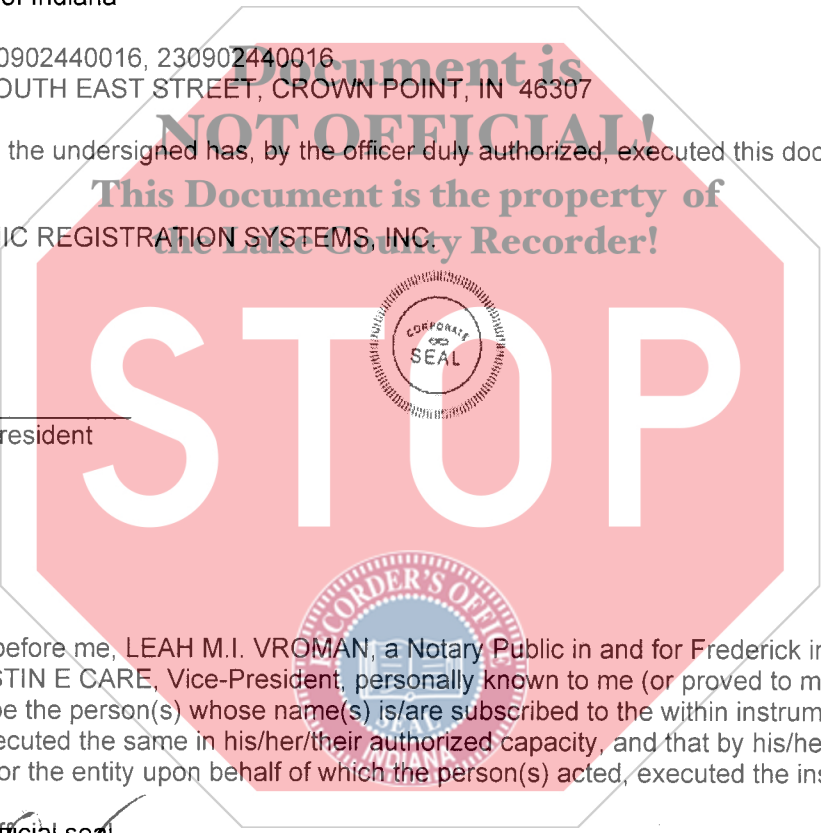 of Indiana
0902440016, 230902440016
OUTH EAST STREET, CROWN POINT, IN 46307
Document is
NOT OFFICIAL!
the undersigned has, by the officer duly authorized, executed this doc
This Document is the property of
the Lake County Recorder!
IC REGISTRATION SYSTEMS, INC.
CORPORATE
SEAL
STOP
resident
RECORDER'S OFFICE
before me, LEAH M.I. VROMAN, a Notary Public in and for Frederick in
STIN E CARE, Vice-President, personally known to me (or proved to m
be the person(s) whose name(s) is/are subscribed to the within instrum
ecuted the same in his/her/their authorized capacity, and that by his/he
or the entity upon behalf of which the person(s) acted, executed the ins
SEAL
INDIANA
official seal